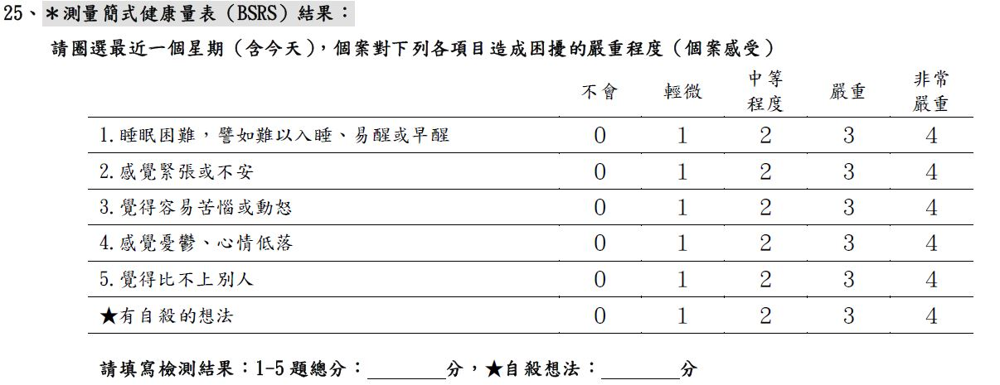 25、＊測量簡式健康量表（BSRS）結果：
請圈選最近一個星期（含今天），個案對下列各項目造成困擾的嚴重程度（個案感受）
不會 輕微 中等程度 嚴重 非常嚴重
1.睡眠困難，譬如難以入睡、易醒或早醒 0 1 2 3 4
2.感覺緊張或不安 0 1 2 3 4
3.覺得容易苦惱或動怒 0 1 2 3 4
4.感覺憂鬱、心情低落 0 1 2 3 4
5.覺得比不上別人 0 1 2 3 4
★有自殺的想法 0 1 2 3 4
請填寫檢測結果：1-5題總分：________分，★自殺想法：________分